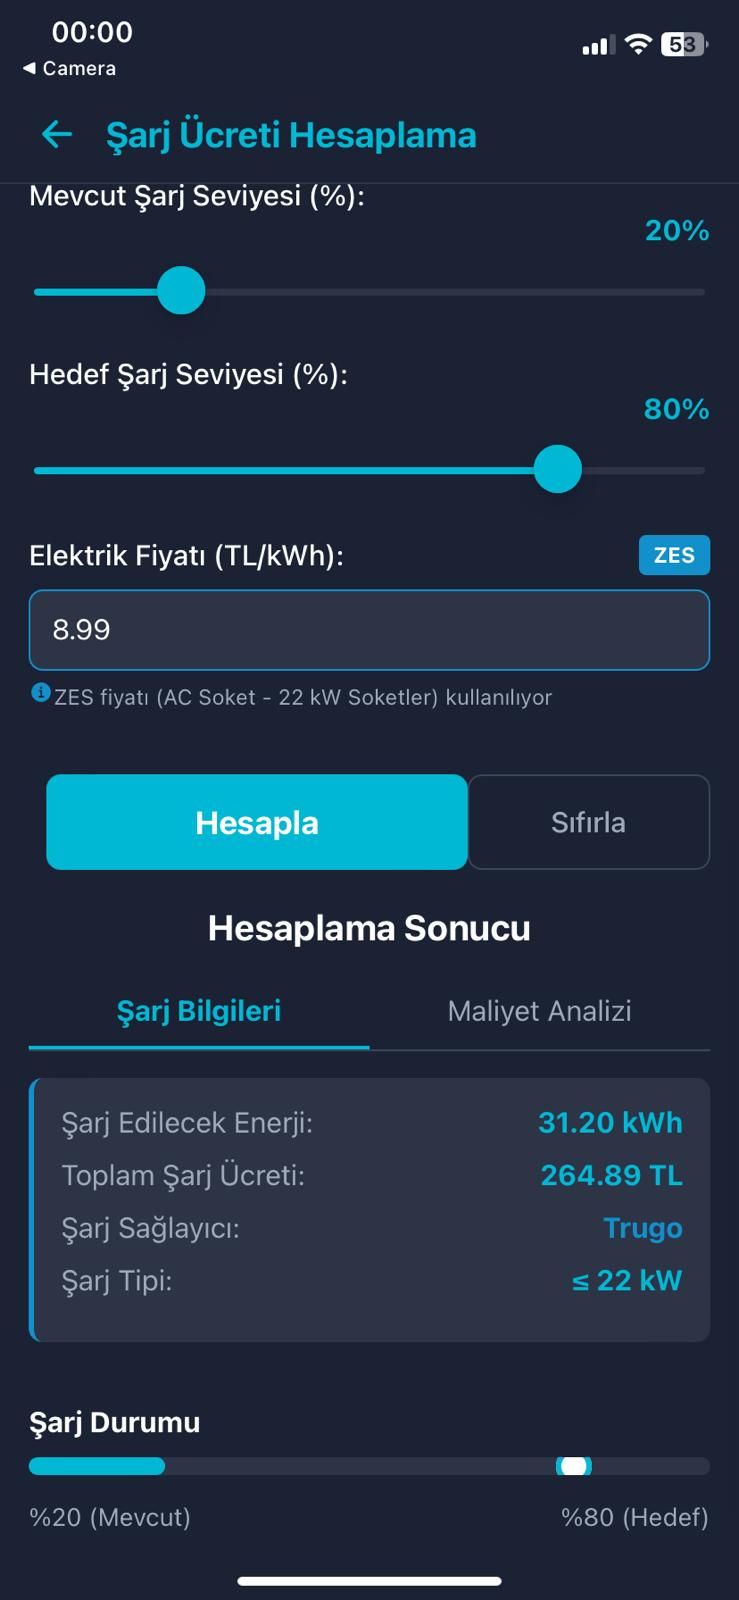 00:00
53
◀ Camera
← Şarj Ücreti Hesaplama
Mevcut Şarj Seviyesi (%):
20%
Hedef Şarj Seviyesi (%):
80%
Elektrik Fiyatı (TL/kWh):
ZES
8.99
ZES fiyatı (AC Soket - 22 kW Soketler) kullanılıyor
Hesapla
Sıfırla
Hesaplama Sonucu
Şarj Bilgileri
Maliyet Analizi
Şarj Edilecek Enerji: 31.20 kWh
Toplam Şarj Ücreti: 264.89 TL
Şarj Sağlayıcı: Trugo
Şarj Tipi: ≤ 22 kW
Şarj Durumu
%20 (Mevcut)
%80 (Hedef)